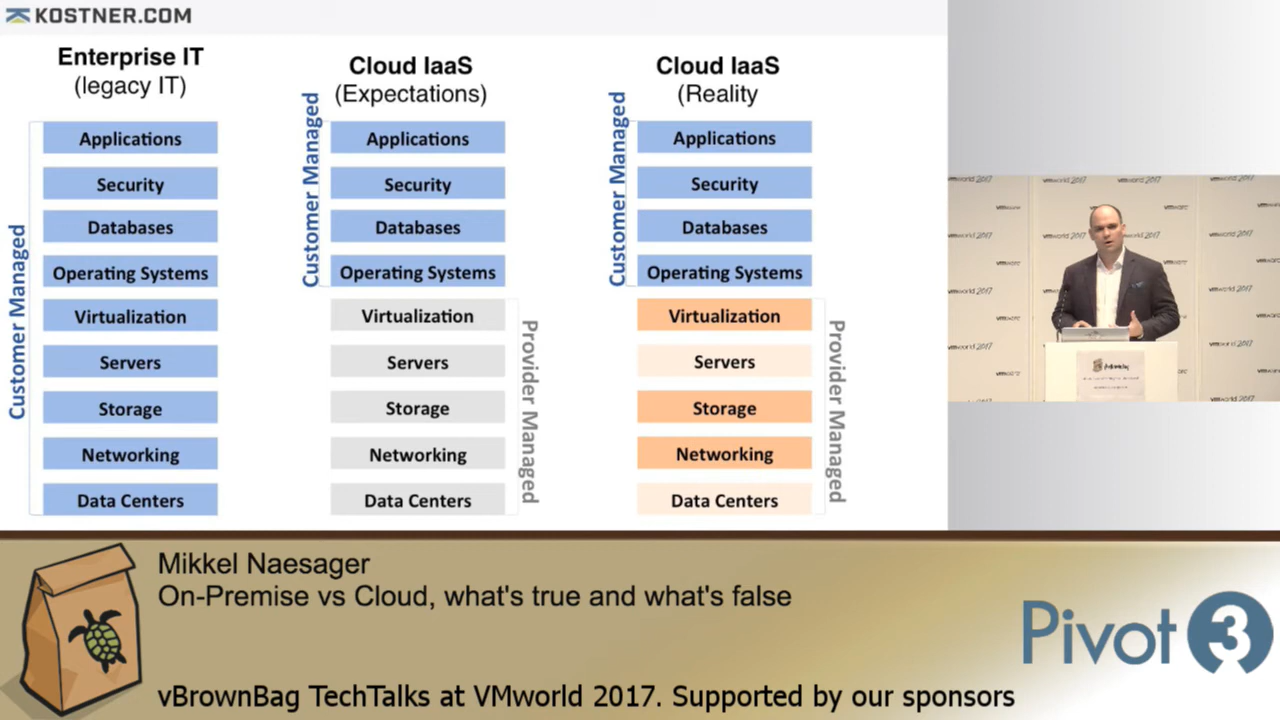 KOSTNER.COM
Enterprise IT
(legacy IT)
Customer Managed
Applications
Security
Databases
Operating Systems
Virtualization
Servers
Storage
Networking
Data Centers
Cloud IaaS
(Expectations)
Customer Managed
Applications
Security
Databases
Operating Systems
Virtualization
Servers
Storage
Networking
Data Centers
Provider Managed
Cloud IaaS
(Reality
Customer Managed
Applications
Security
Databases
Operating Systems
Virtualization
Servers
Storage
Networking
Data Centers
Provider Managed
vmworld 2017
vmware
Mikkel Naesager
On-Premise vs Cloud, what's true and what's false
Pivot3
vBrownBag TechTalks at VMworld 2017. Supported by our sponsors